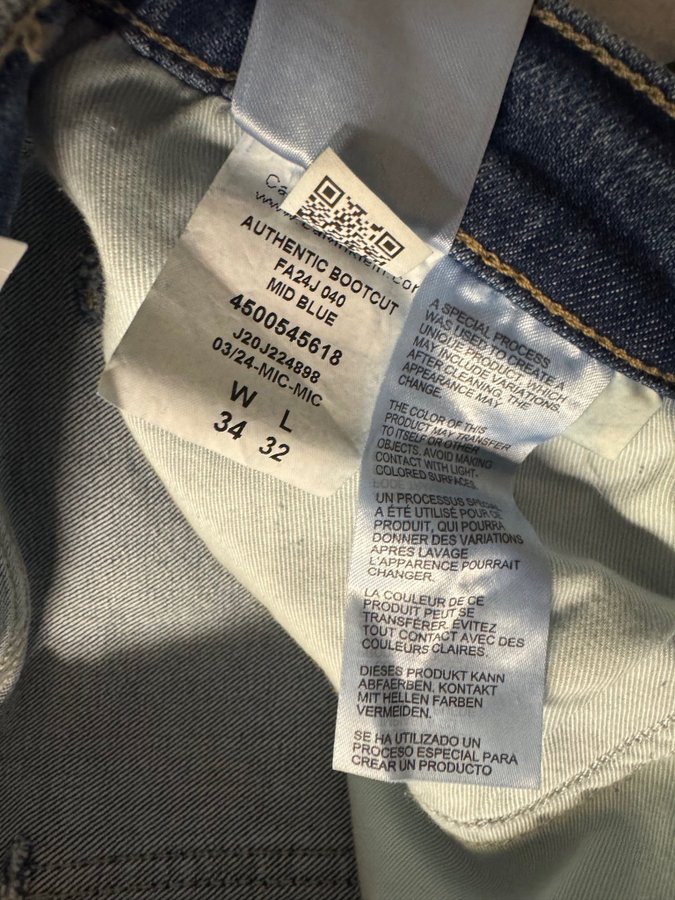 AUTHENTIC BOOTCUT
FA24J 040
MID BLUE
4500545618
J20J224898
03/24-MIC-MIC
W L
34 32
A SPECIAL PROCESS
WAS USED TO CREATE A
UNIQUE PRODUCT, WHICH
MAY INCLUDE VARIATIONS.
AFTER CLEANING, THE
APPEARANCE MAY
CHANGE.
THE COLOR OF THIS
PRODUCT MAY TRANSFER
TO ITSELF OR OTHER
OBJECTS. AVOID MAKING
CONTACT WITH LIGHT-
COLORED SURFACES.
UN PROCESSUS SPECIAL
A ÉTÉ UTILISÉ POUR CE
PRODUIT, QUI POURRA
DONNER DES VARIATIONS
APRÉS LAVAGE
L'APPARENCE POURRAIT
CHANGER.
LA COULEUR DE CE
PRODUIT PEUT SE
TRANSFÉRER. ÉVITEZ
TOUT CONTACT AVEC DES
COULEURS CLAIRES.
DIESES PRODUKT KANN
ABFAERBEN. KONTAKT
MIT HELLEN FARBEN
VERMEIDEN.
SE HA UTILIZADO UN
PROCESO ESPECIAL PARA
CREAR UN PRODUCTO